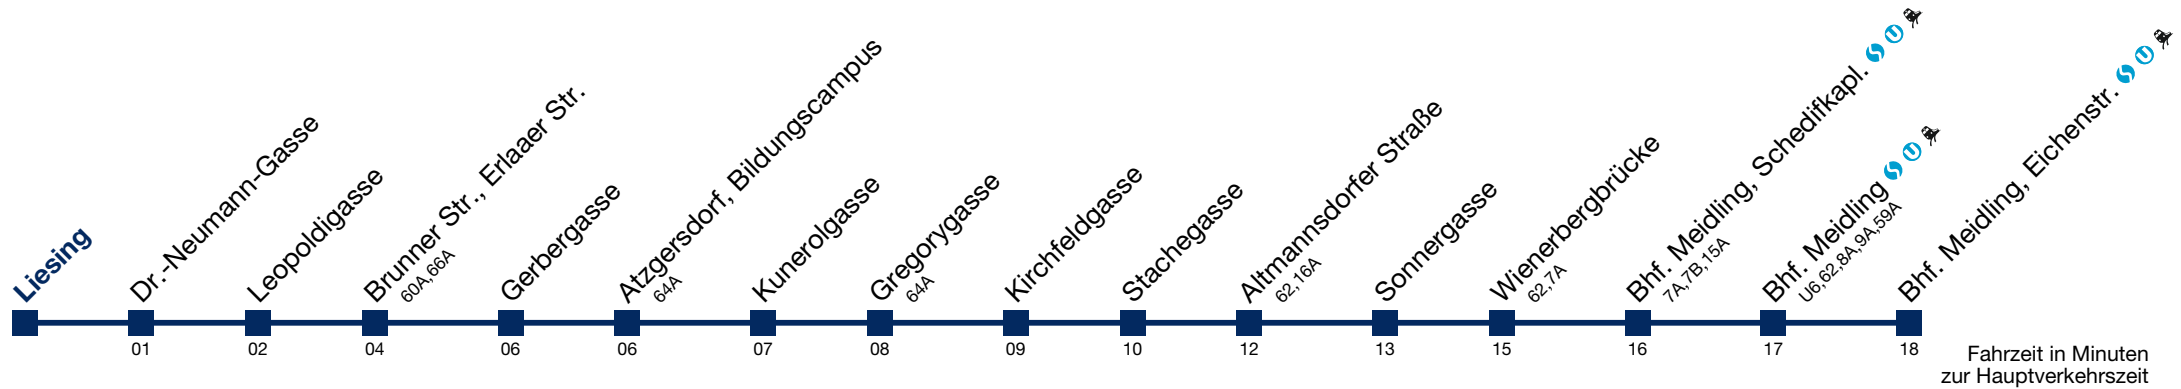 Liesing
Dr.-Neumann-Gasse
Leopoldigasse
Brunner Str., Erlaaer Str.
60A,66A
Gerbergasse
Atzgersdorf, Bildungscampus
64A
Kunerolgasse
Gregorygasse
64A
Kirchfeldgasse
Stachegasse
Altmannsdorfer Straße
62,16A
Sonnergasse
Wienerbergbrücke
62,7A
Bhf. Meidling, Schedifkapl.
7A,7B,15A
Bhf. Meidling
U6,62,8A,9A,59A
Bhf. Meidling, Eichenstr.
01 02 04 06 06 07 08 09 10 12 13 15 16 17 18
Fahrzeit in Minuten
zur Hauptverkehrszeit